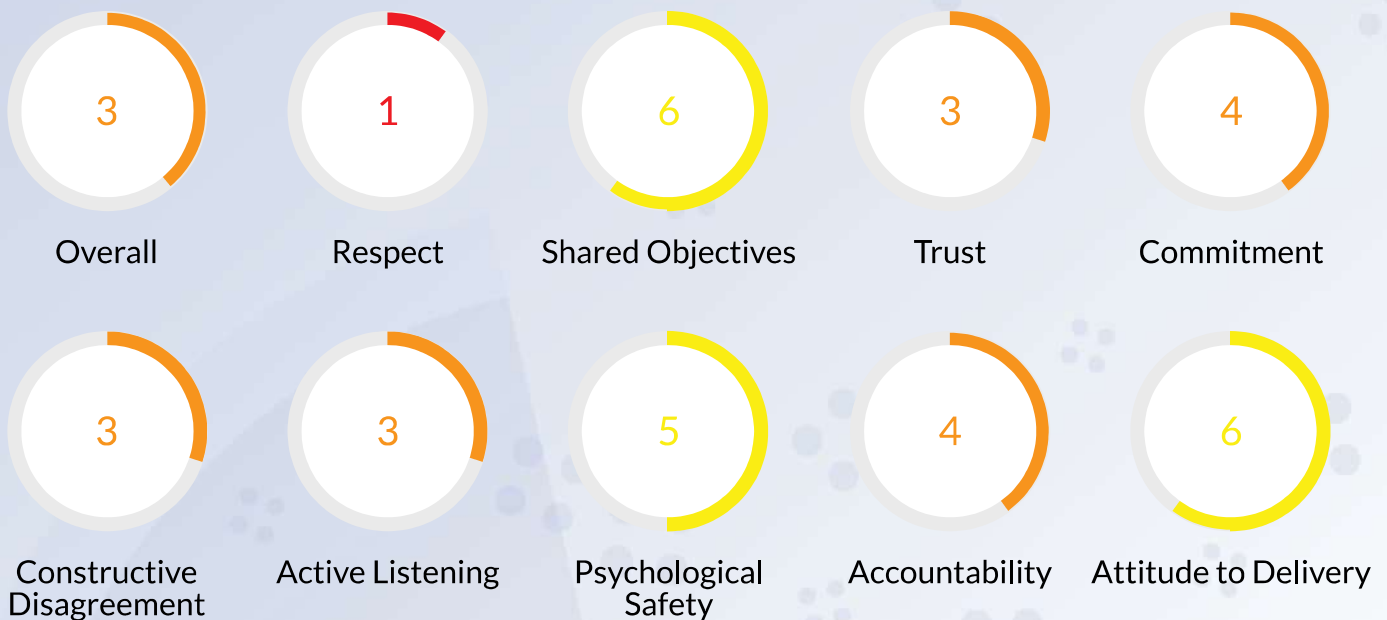 3
1
6
3
4
Overall
Respect
Shared Objectives
Trust
Commitment
3
3
5
4
6
Constructive
Disagreement
Active Listening
Psychological
Safety
Accountability
Attitude to Delivery